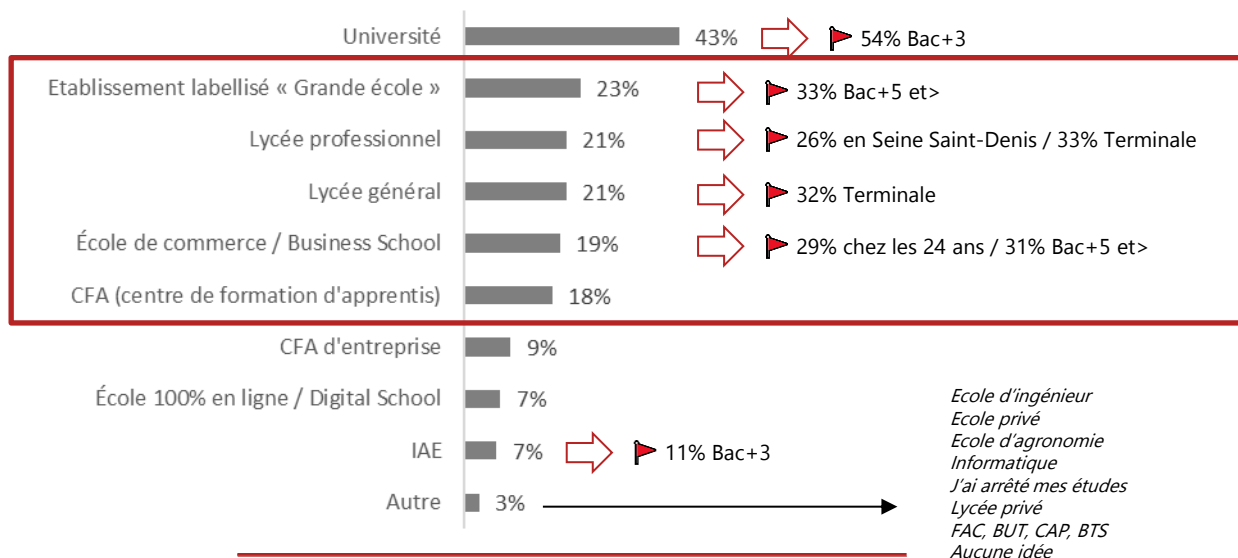 Université 43% 54% Bac+3
Etablissement labellisé « Grande école » 23% 33% Bac+5 et>
Lycée professionnel 21% 26% en Seine Saint-Denis / 33% Terminale
Lycée général 21% 32% Terminale
École de commerce / Business School 19% 29% chez les 24 ans / 31% Bac+5 et>
CFA (centre de formation d'apprentis) 18%
CFA d'entreprise 9%
École 100% en ligne / Digital School 7%
IAE 7% 11% Bac+3
Autre 3%
Ecole d'ingénieur
Ecole privé
Ecole d'agronomie
Informatique
J'ai arrêté mes études
Lycée privé
FAC, BUT, CAP, BTS
Aucune idée